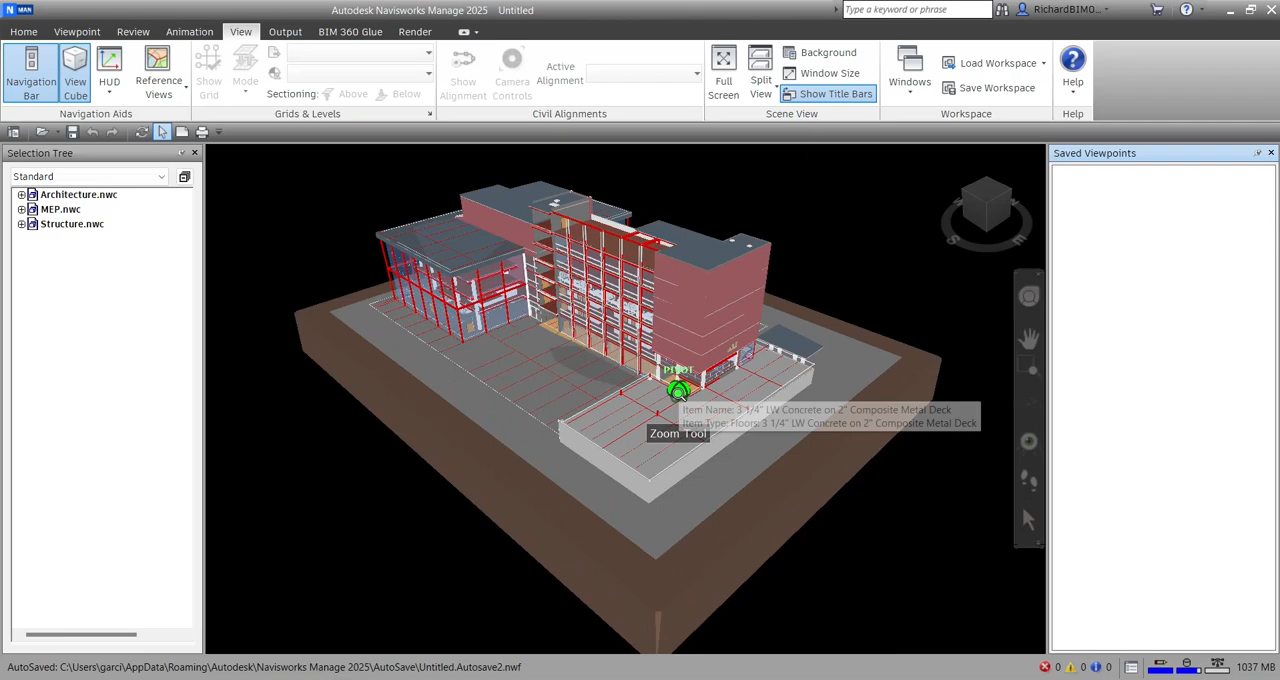 N MAN
Autodesk Navisworks Manage 2025 Untitled
Type a keyword or phrase
RichardBIMO...
Home Viewpoint Review Animation View Output BIM 360 Glue Render
Navigation Bar
View Cube
HUD
Reference Views
Navigation Aids
Show Grid
Mode
Sectioning: Above Below
Grids & Levels
Show Alignment
Camera Controls
Active Alignment
Civil Alignments
Full Screen
Split View
Background
Window Size
Show Title Bars
Scene View
Windows
Load Workspace
Save Workspace
Workspace
Help
Help
Selection Tree
Standard
Architecture.nwc
MEP.nwc
Structure.nwc
Saved Viewpoints
S E
PIVOT
Item Name: 3 1/4" LW Concrete on 2" Composite Metal Deck
Item Type: Floors: 3 1/4" LW Concrete on 2" Composite Metal Deck
Zoom Tool
AutoSaved: C:\Users\garci\AppData\Roaming\Autodesk\Navisworks Manage 2025\AutoSave\Untitled.Autosave2.nwf
0 0 0
1037 MB